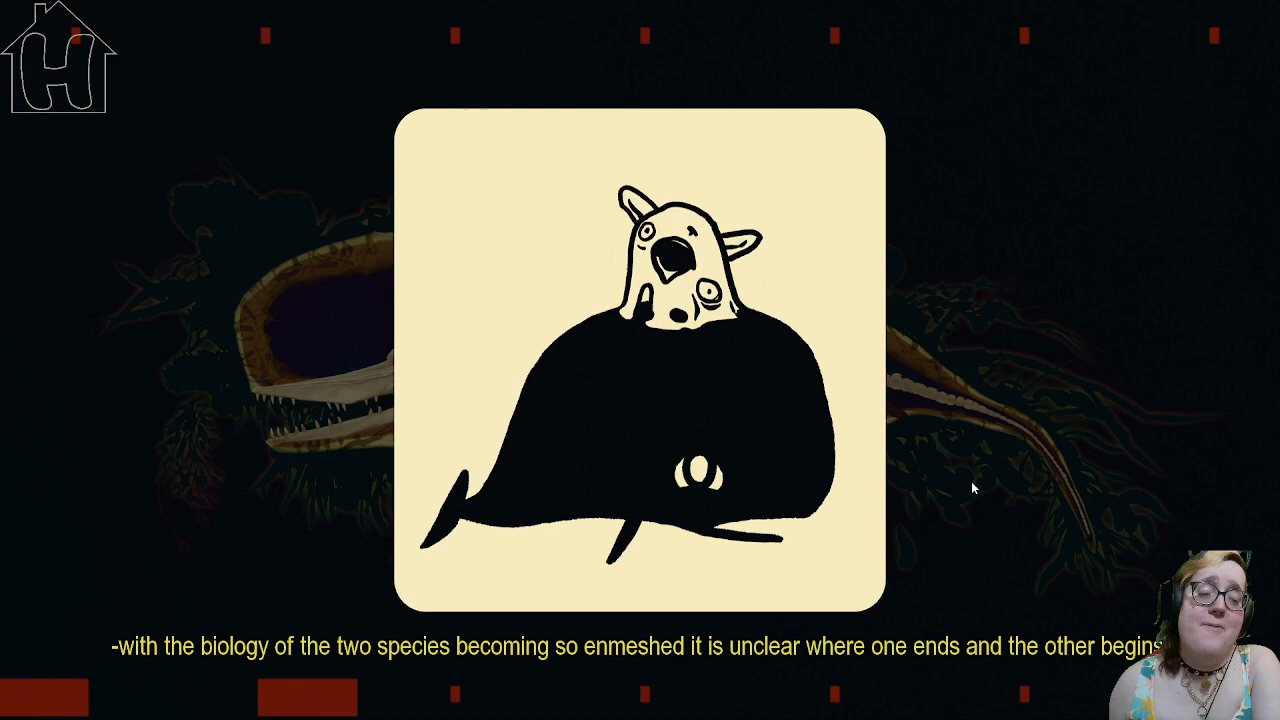 H
-with the biology of the two species becoming so enmeshed it is unclear where one ends and the other begins